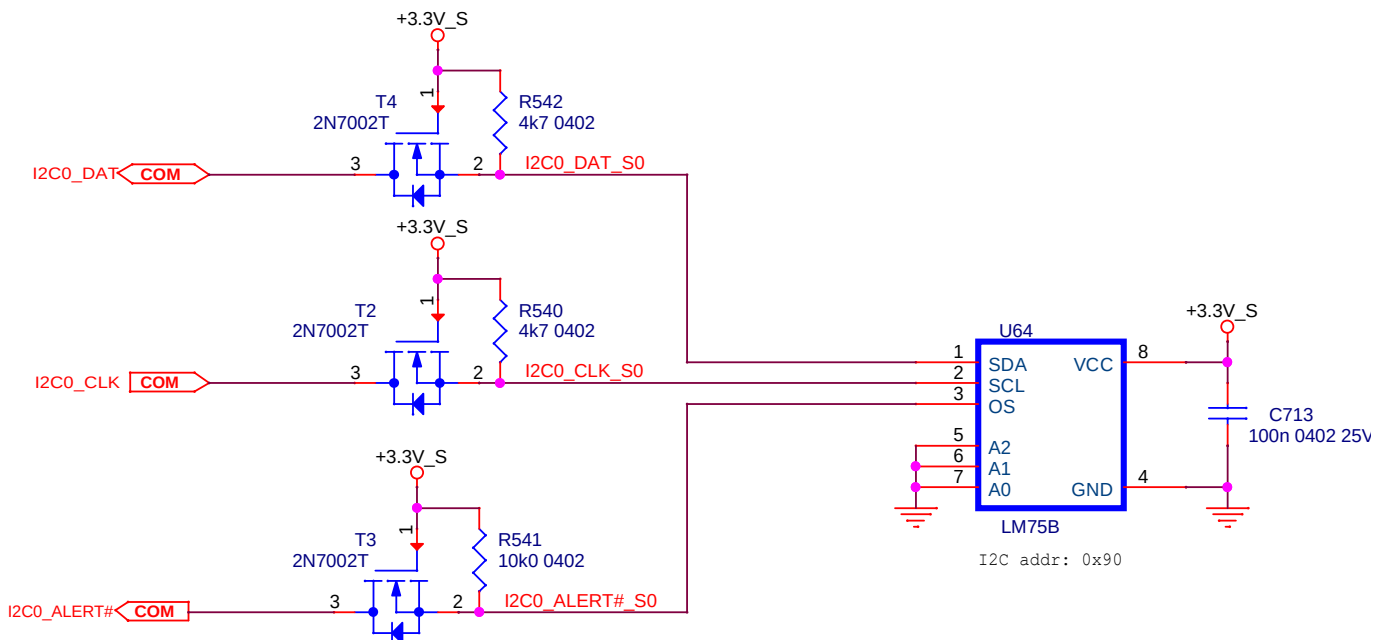 +3.3V_S
1
T4
2N7002T
R542
4k7 0402
I2C0_DAT
COM
3
2
I2C0_DAT_S0
+3.3V_S
1
T2
2N7002T
R540
4k7 0402
I2C0_CLK
COM
3
2
I2C0_CLK_S0
+3.3V_S
1
T3
2N7002T
R541
10k0 0402
I2C0_ALERT#
COM
3
2
I2C0_ALERT#_S0
U64
1
SDA
2
SCL
3
OS
5
A2
6
A1
7
A0
VCC
8
GND
4
LM75B
I2C addr: 0x90
+3.3V_S
C713
100n 0402 25V